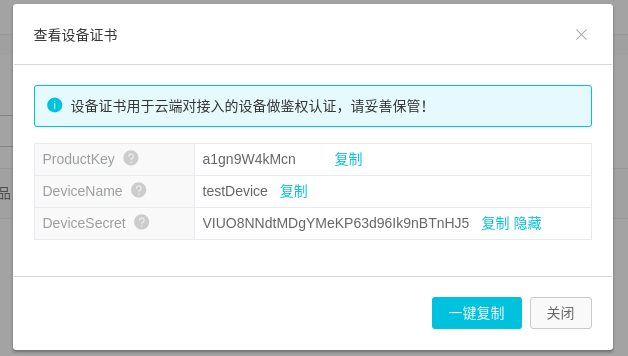 查看设备证书
设备证书用于云端对接入的设备做鉴权认证，请妥善保管！
ProductKey a1gn9W4kMcn 复制
品
DeviceName testDevice 复制
DeviceSecret VIUO8NNdtMDgYMeKP63d96Ik9nBTnHJ5 复制 隐藏
一键复制 关闭